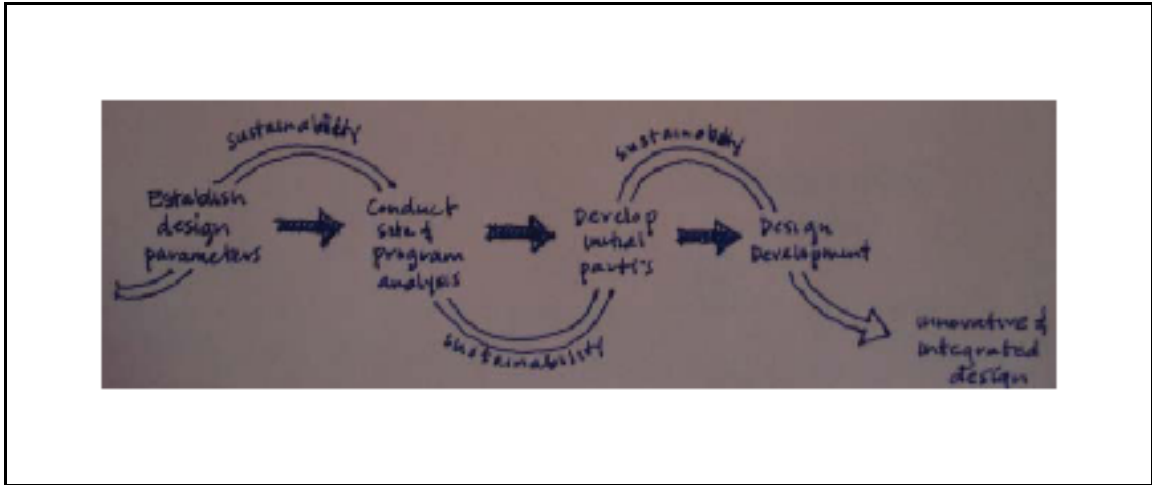 sustainability
Establish
design
parameters
Conduct
site &
program
analysis
sustainability
Develop
initial
parti's
sustainability
Design
Development
innovative &
integrated
design